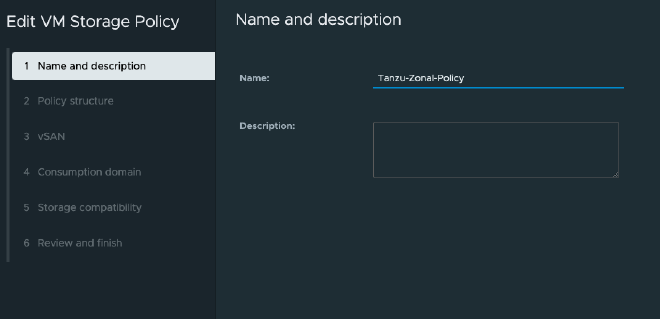 Edit VM Storage Policy
1 Name and description
2 Policy structure
3 vSAN
4 Consumption domain
5 Storage compatibility
6 Review and finish
Name and description
Name: Tanzu-Zonal-Policy
Description: